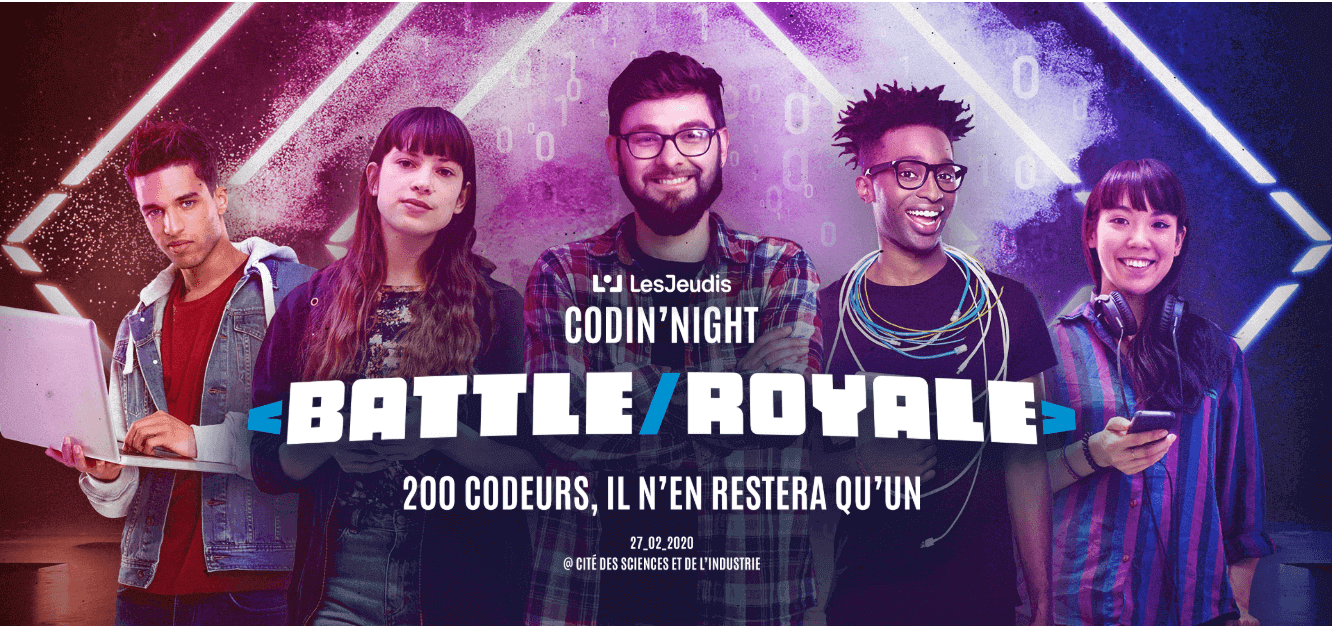 LesJeudis
CODIN'NIGHT
<BATTLE/ROYALE>
200 CODEURS, IL N'EN RESTERA QU'UN
27_02_2020
@ CITÉ DES SCIENCES ET DE L'INDUSTRIE